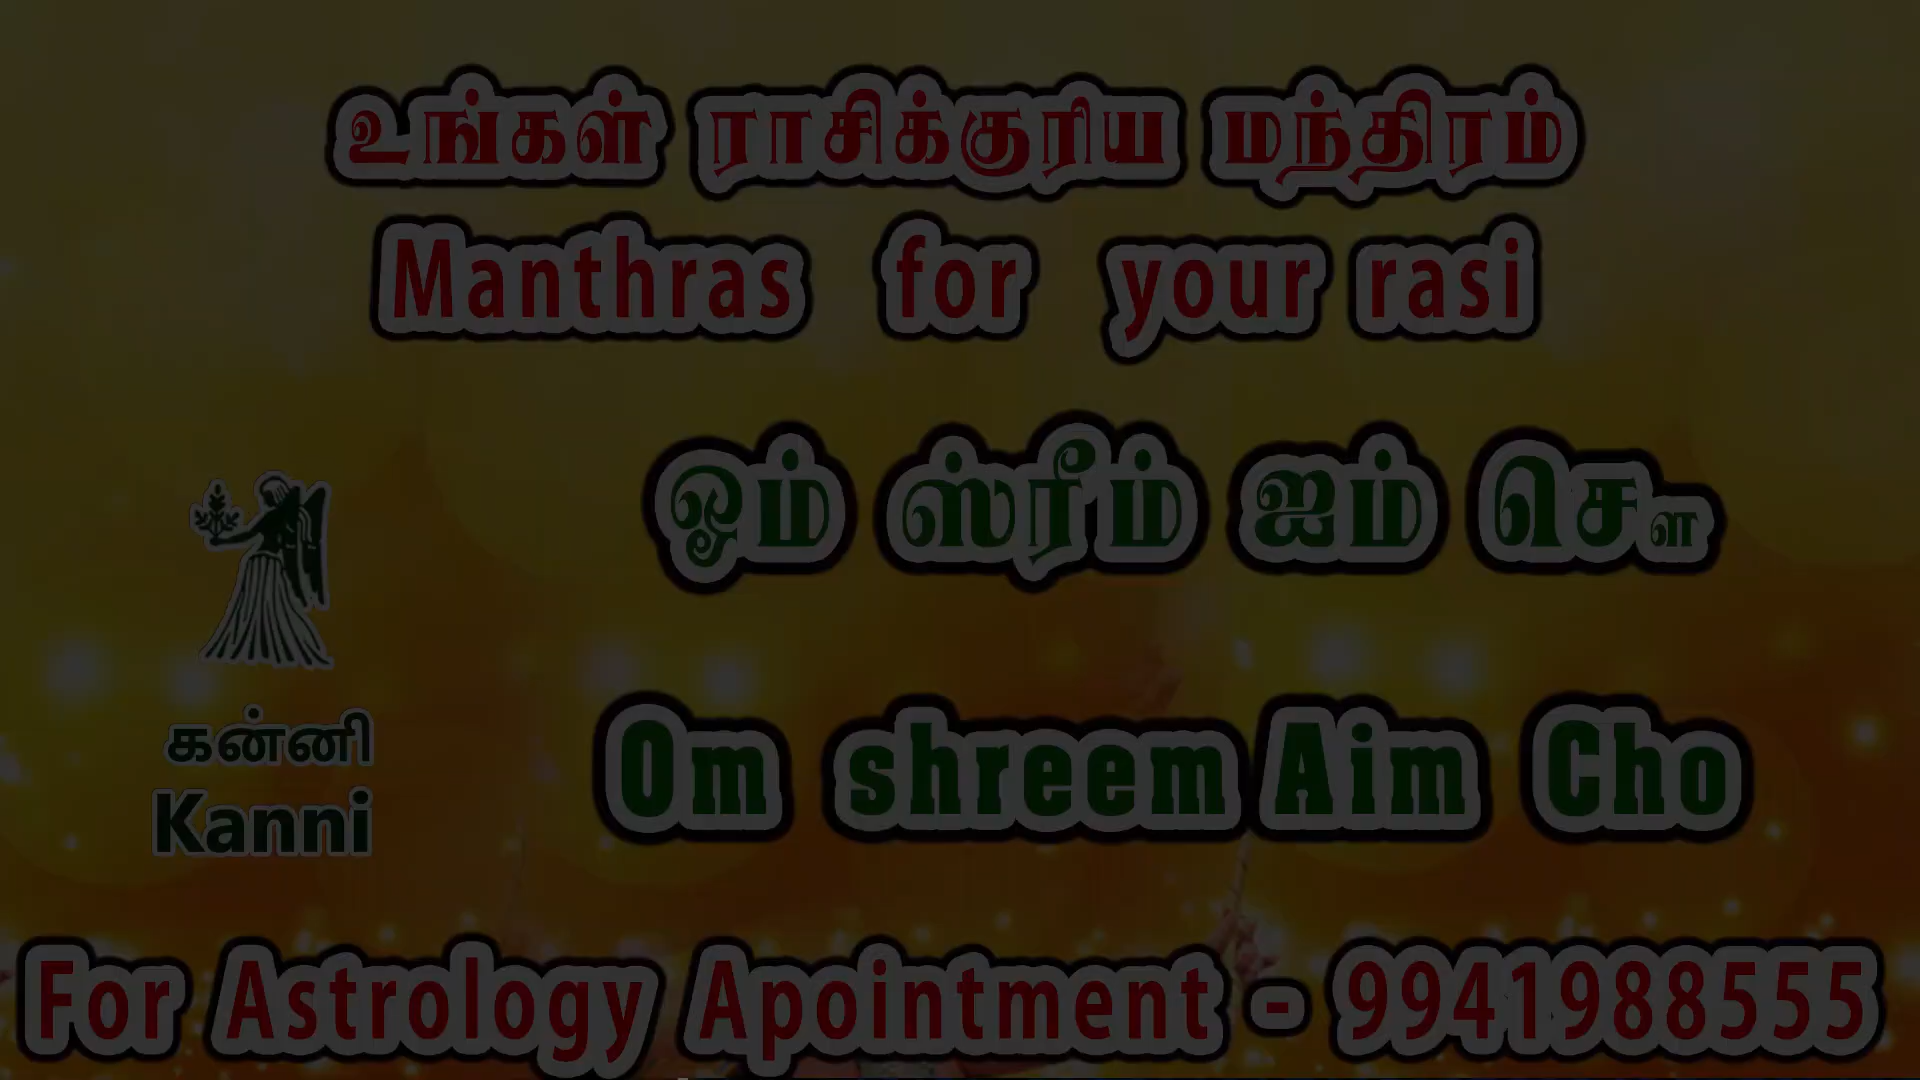 உங்கள் ராசிக்குரிய மந்திரம்
Manthras for your rasi
ஓம் ஸ்ரீம் ஐம் சௌ
Om shreem Aim Cho
கன்னி
Kanni
For Astrology Apointment - 9941988555